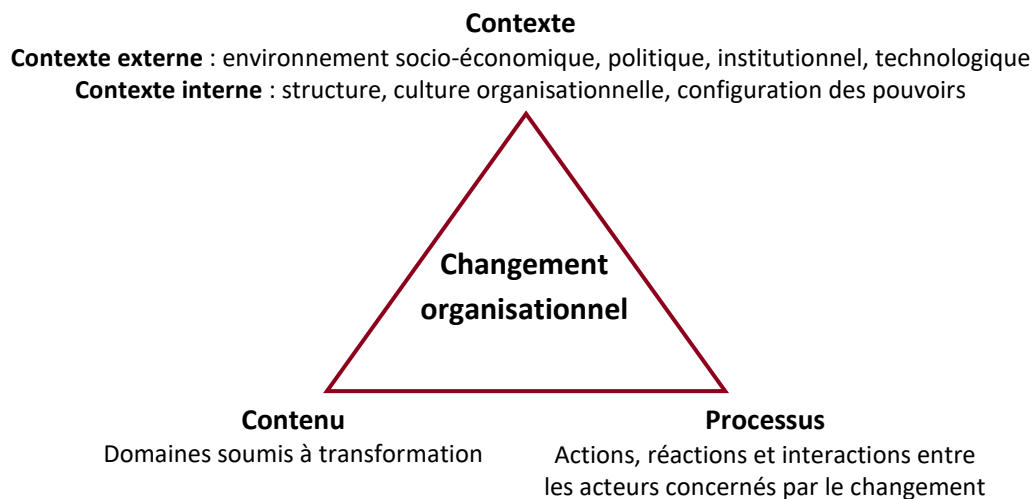 Contexte
Contexte externe : environnement socio-économique, politique, institutionnel, technologique
Contexte interne : structure, culture organisationnelle, configuration des pouvoirs
Changement
organisationnel
Contenu
Domaines soumis à transformation
Processus
Actions, réactions et interactions entre
les acteurs concernés par le changement